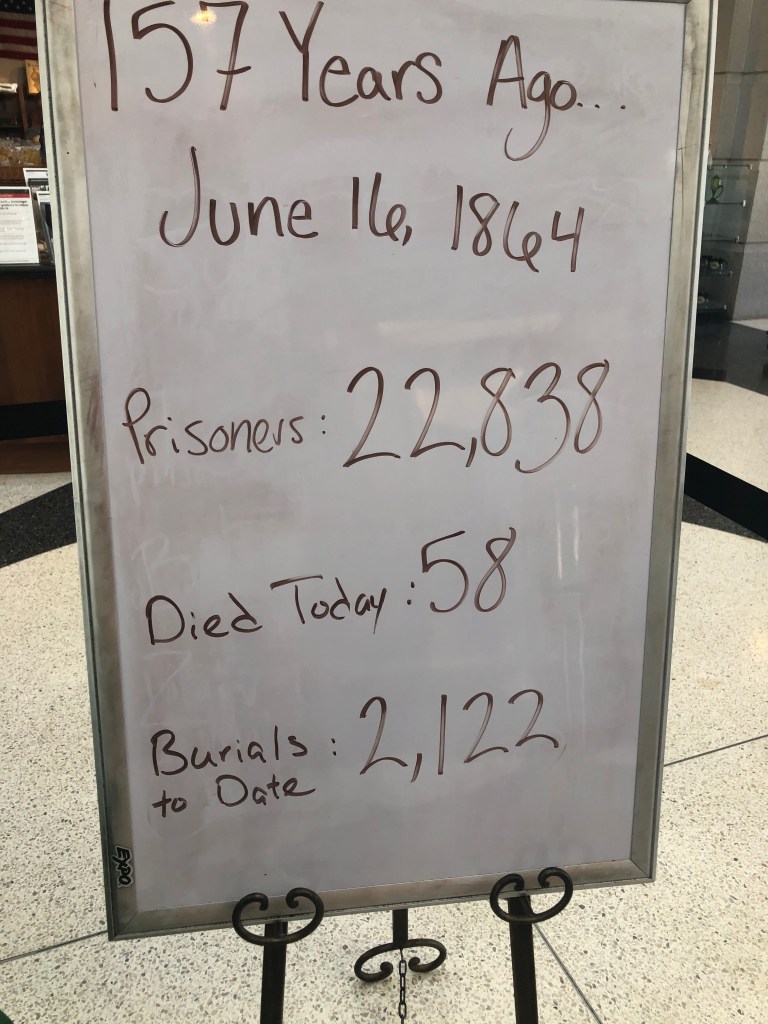 157 Years Ago...
June 16, 1864
Prisoners: 22,838
Died Today: 58
Burials : 2,122
to Date
EXPO